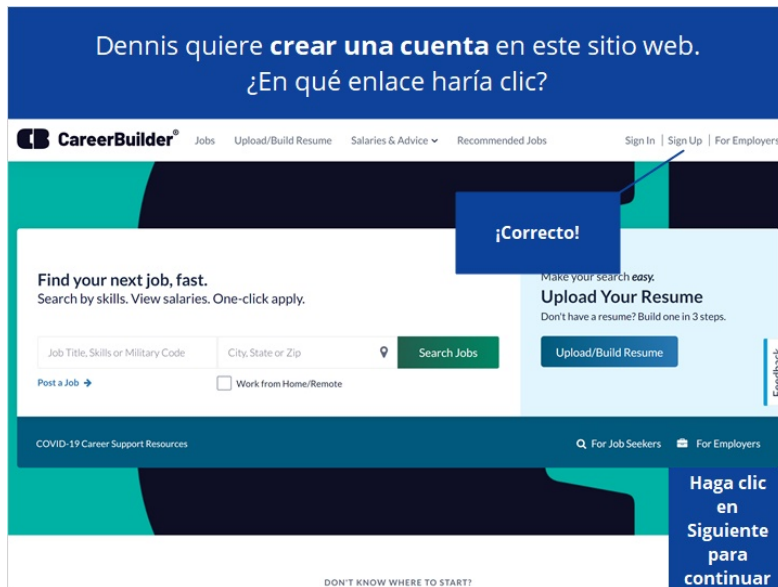 Dennis quiere crear una cuenta en este sitio web.
¿En qué enlace haría clic?
CB CareerBuilder®
Jobs
Upload/Build Resume
Salaries & Advice
Recommended Jobs
Sign In | Sign Up | For Employers
¡Correcto!
Find your next job, fast.
Search by skills. View salaries. One-click apply.
Job Title, Skills or Military Code
City, State or Zip
Search Jobs
Post a Job
Work from Home/Remote
Make your search easy.
Upload Your Resume
Don't have a resume? Build one in 3 steps.
Upload/Build Resume
Feedback
COVID-19 Career Support Resources
For Job Seekers
For Employers
Haga clic
en
Siguiente
para
continuar
DON'T KNOW WHERE TO START?